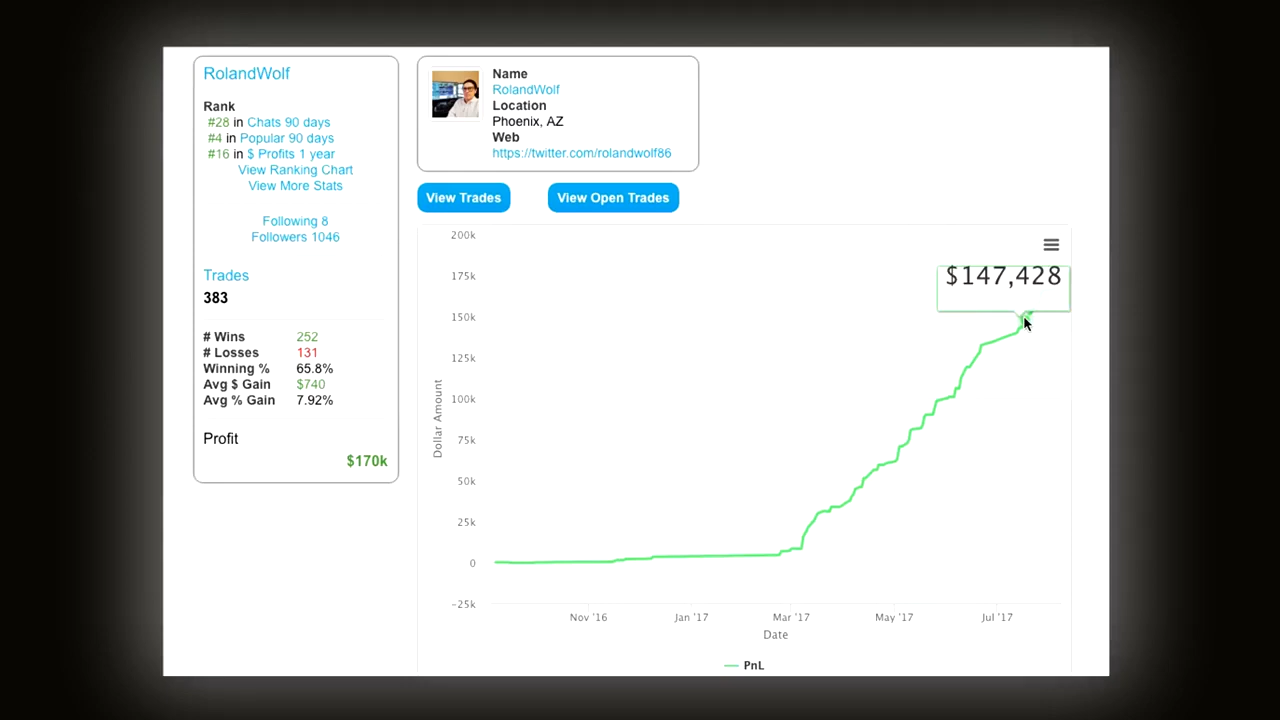 RolandWolf
Rank
#28 in Chats 90 days
#4 in Popular 90 days
#16 in $ Profits 1 year
View Ranking Chart
View More Stats
Following 8
Followers 1046
Trades
383
# Wins 252
# Losses 131
Winning % 65.8%
Avg $ Gain $740
Avg % Gain 7.92%
Profit
$170k
Name
RolandWolf
Location
Phoenix, AZ
Web
https://twitter.com/rolandwolf86
View Trades View Open Trades
200k
175k
150k
125k
100k
75k
50k
25k
0
-25k
Dollar Amount
$147,428
Nov '16 Jan '17 Mar '17 May '17 Jul '17
Date
PnL